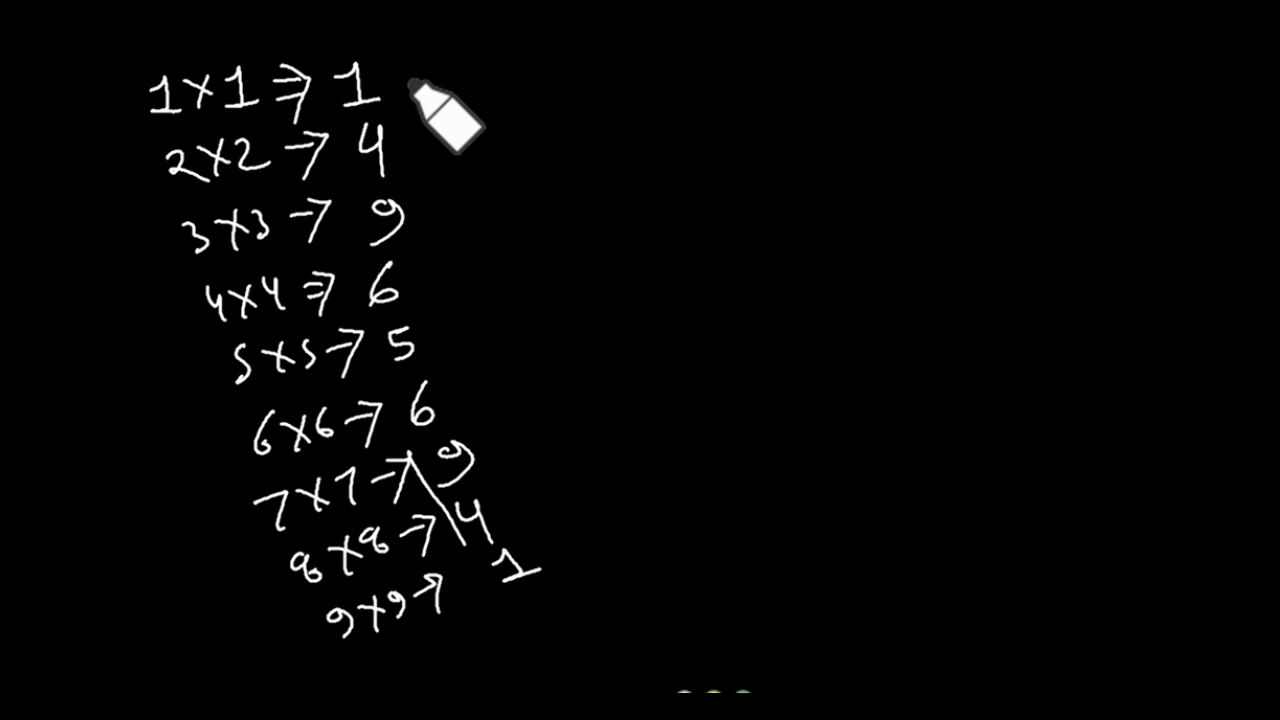 1×1 ⇒ 1
2×2 → 4
3×3 → 9
4×4 ⇒ 6
5×5 → 5
6×6 → 6
7×7 → 9
8×8 → 4
9×9 → 1